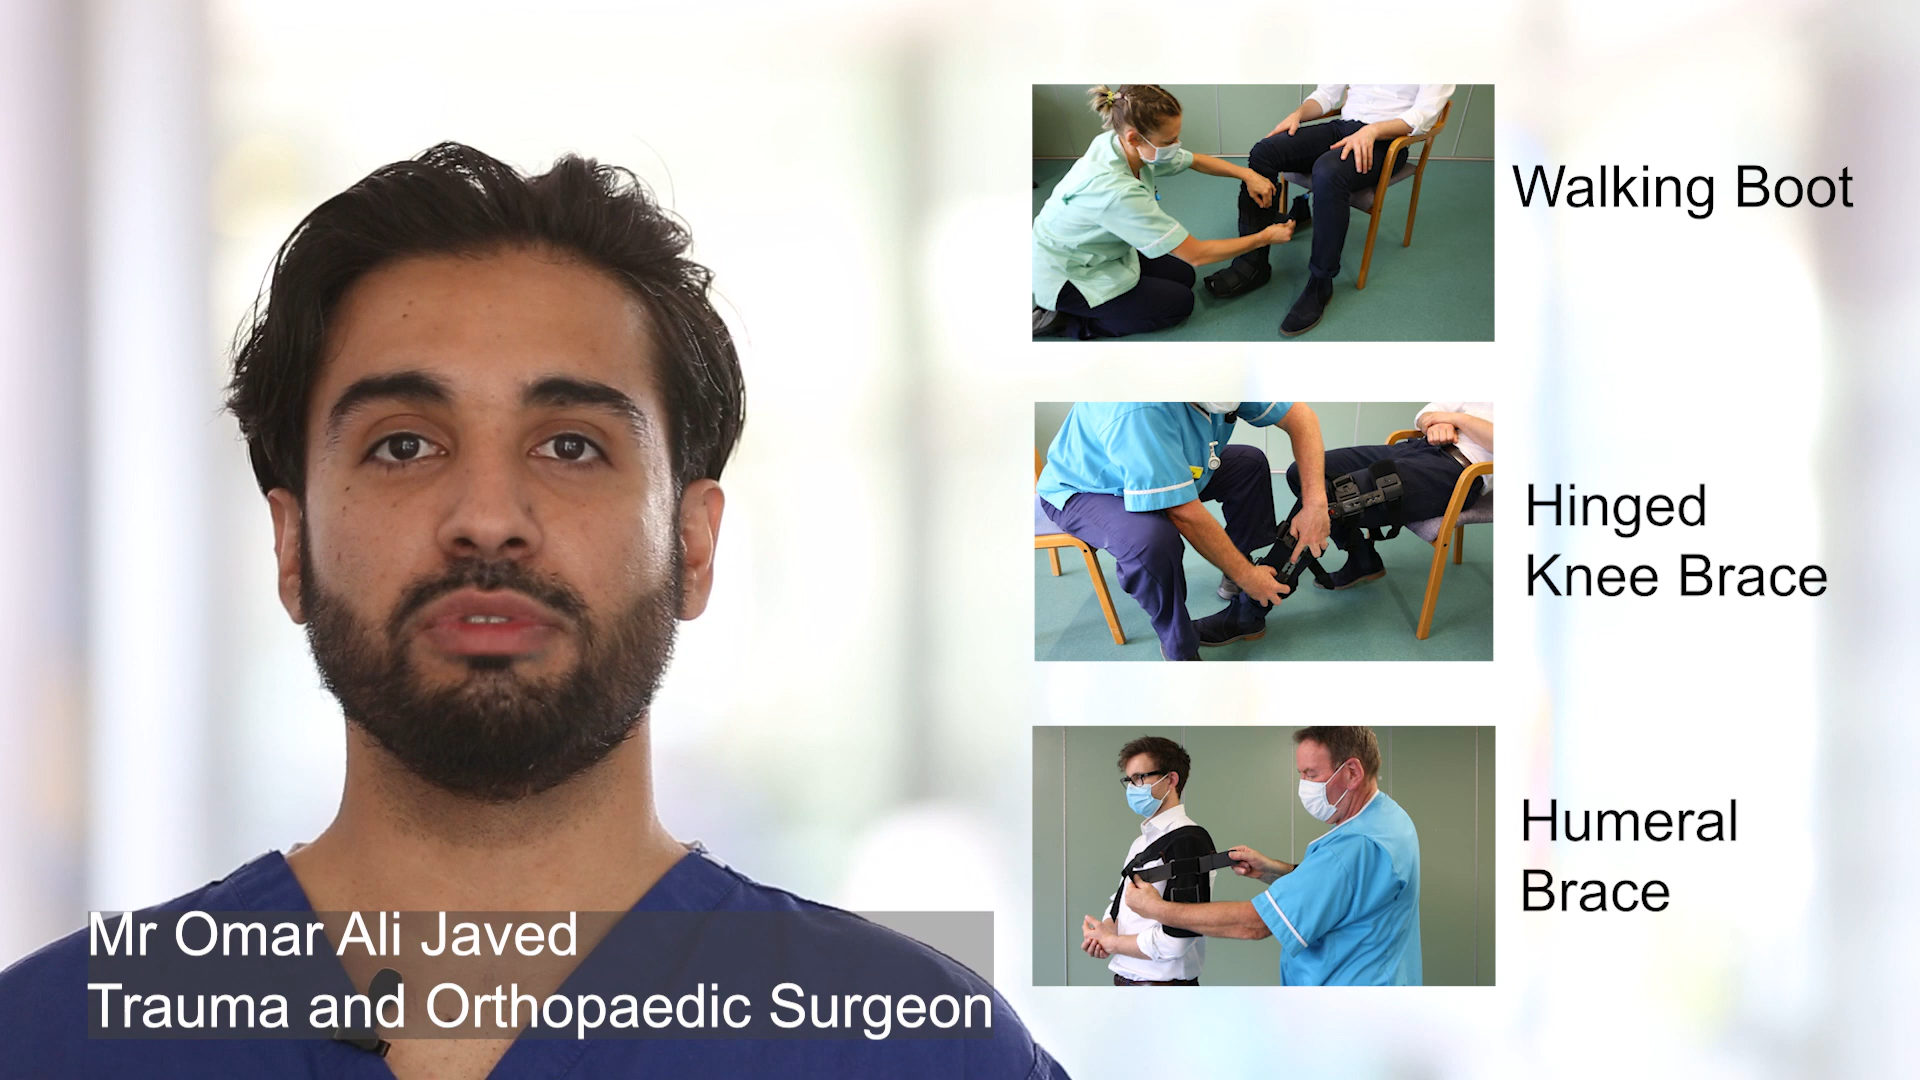 Mr Omar Ali Javed
Trauma and Orthopaedic Surgeon
Walking Boot
Hinged
Knee Brace
Humeral
Brace